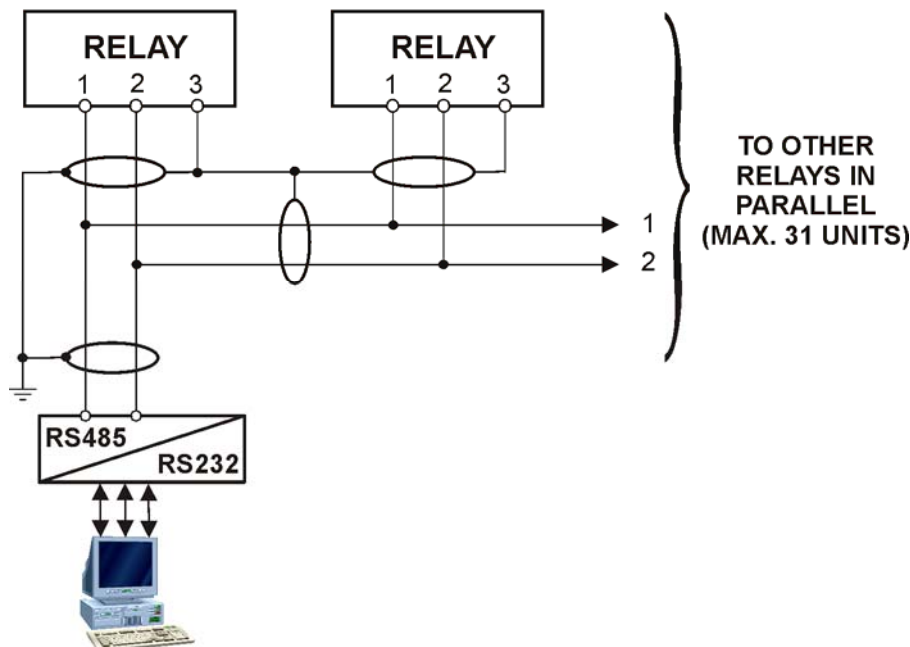 RELAY
1 2 3
RELAY
1 2 3
TO OTHER
RELAYS IN
PARALLEL
(MAX. 31 UNITS)
1
2
RS485
RS232